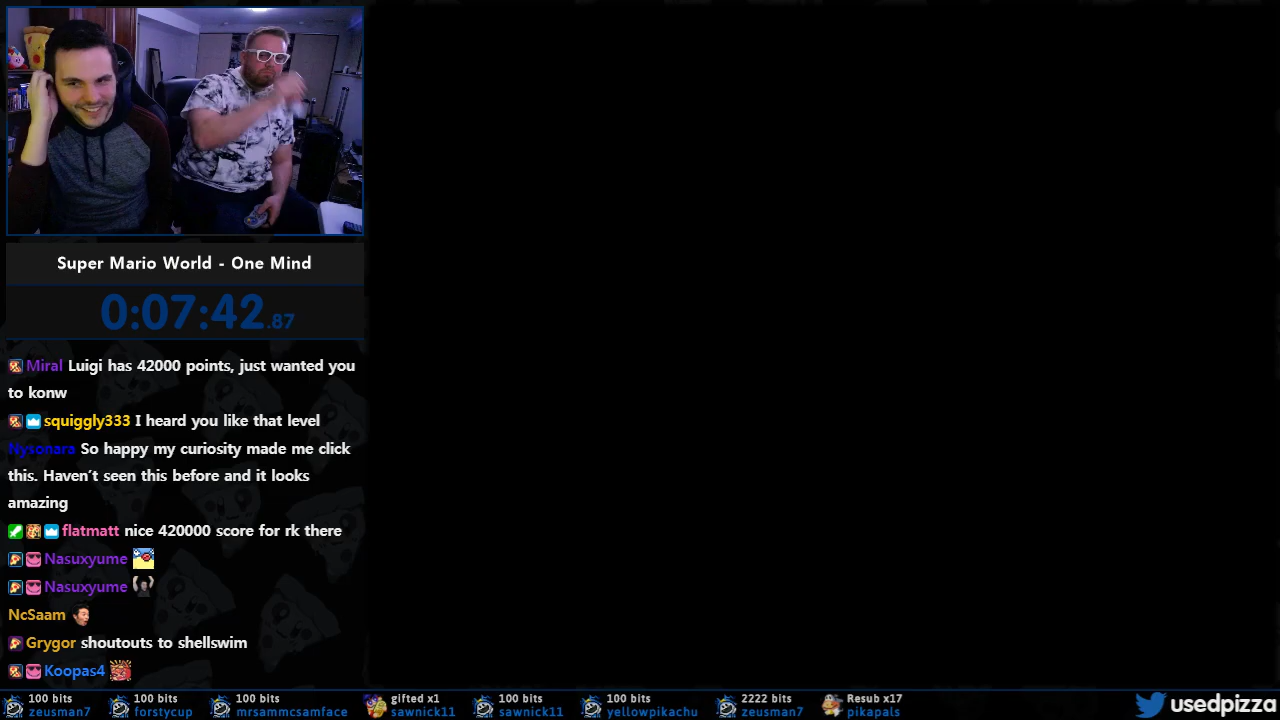 Super Mario World - One Mind
0:07:42.87
Miral Luigi has 42000 points, just wanted you
to konw
squiggly333 I heard you like that level
Nysonara So happy my curiosity made me click
this. Haven't seen this before and it looks
amazing
flatmatt nice 420000 score for rk there
Nasuxyume
Nasuxyume
NcSaam
Grygor shoutouts to shellswim
Koopas4
100 bits
zeusman7
100 bits
forstycup
100 bits
mrsammcsamface
gifted x1
sawnick11
100 bits
sawnick11
100 bits
yellowpikachu
2222 bits
zeusman7
Resub x17
pikapals
usedpizza